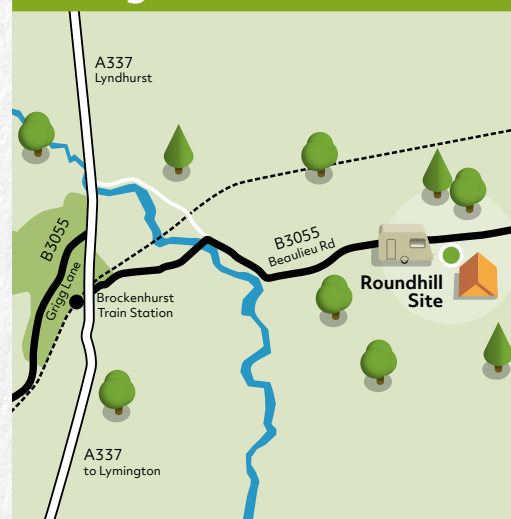 A337
Lyndhurst
B3055
Grigg Lane
B3055
Beaulieu Rd
Roundhill
Site
Brockenhurst
Train Station
A337
to Lymington